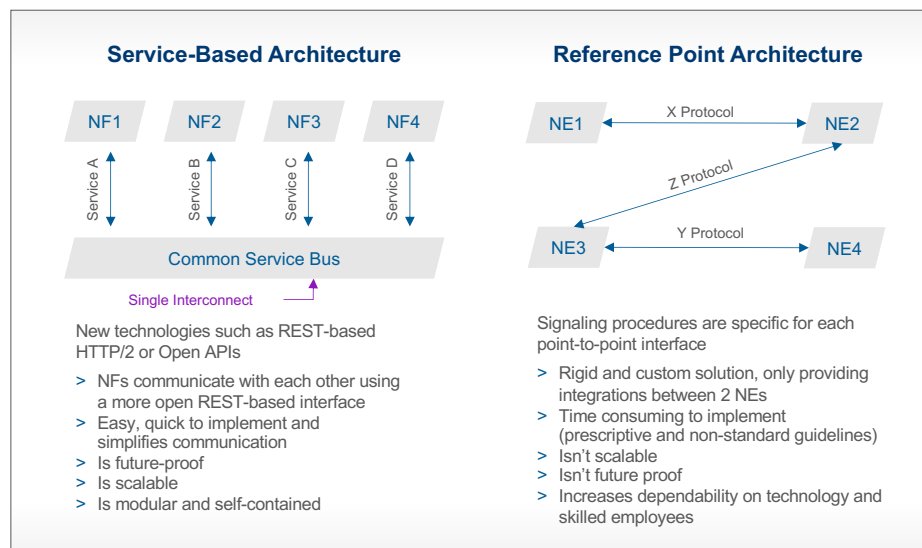 Service-Based Architecture
NF1
NF2
NF3
NF4
Service A
Service B
Service C
Service D
Common Service Bus
Single Interconnect
New technologies such as REST-based
HTTP/2 or Open APIs
> NFs communicate with each other using
a more open REST-based interface
> Easy, quick to implement and
simplifies communication
> Is future-proof
> Is scalable
> Is modular and self-contained
Reference Point Architecture
NE1
X Protocol
NE2
Z Protocol
NE3
Y Protocol
NE4
Signaling procedures are specific for each
point-to-point interface
> Rigid and custom solution, only providing
integrations between 2 NEs
> Time consuming to implement
(prescriptive and non-standard guidelines)
> Isn't scalable
> Isn't future proof
> Increases dependability on technology and
skilled employees